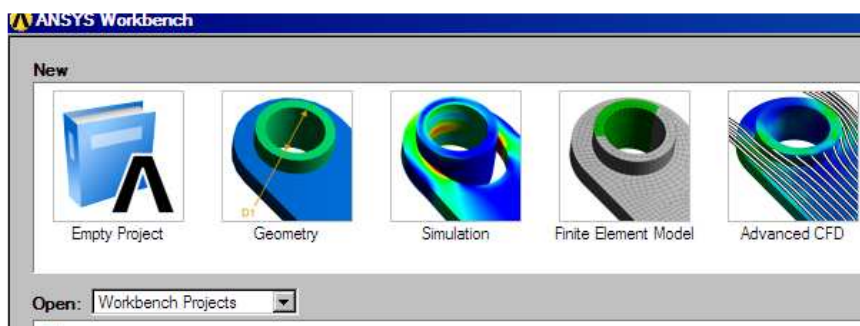 ANSYS Workbench
New
D1
Empty Project
Geometry
Simulation
Finite Element Model
Advanced CFD
Open: Workbench Projects